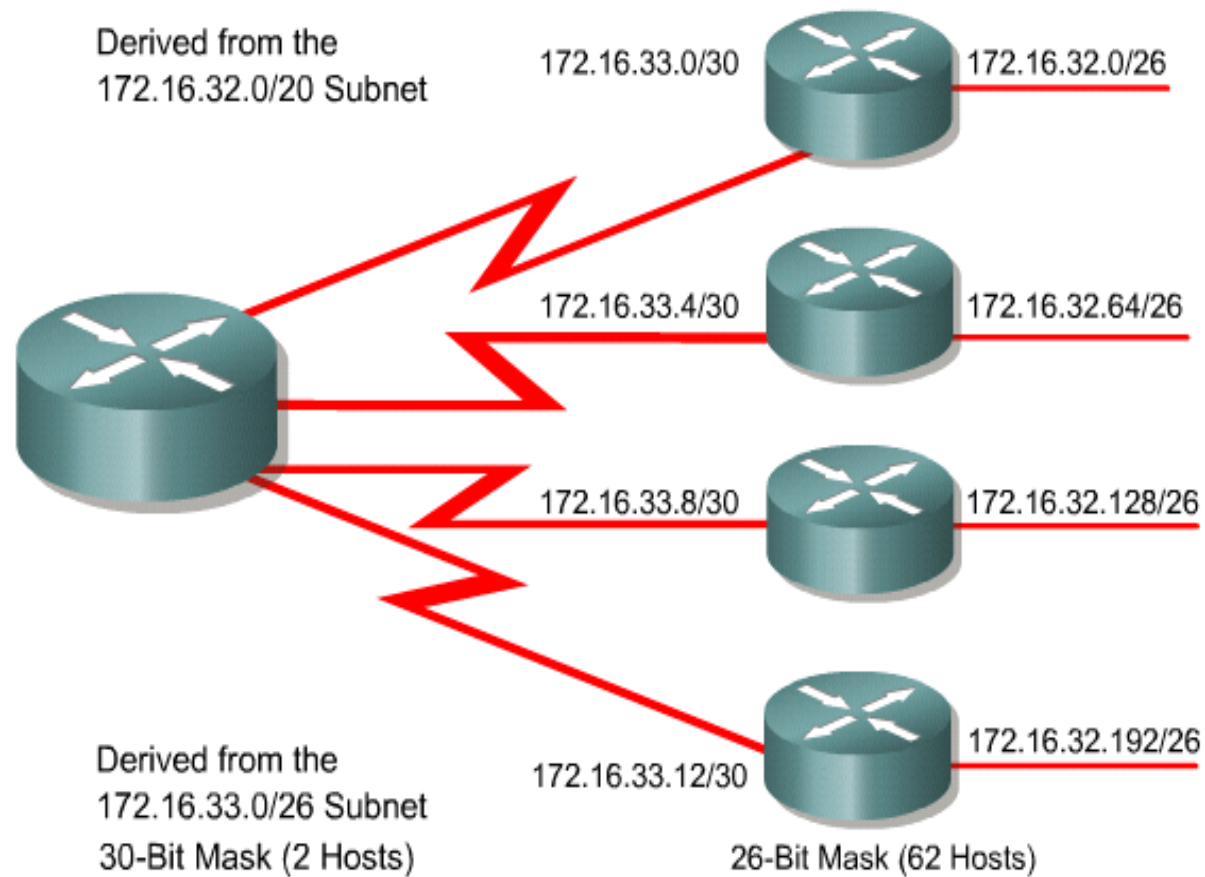 Derived from the
172.16.32.0/20 Subnet
172.16.33.0/30
172.16.32.0/26
172.16.33.4/30
172.16.32.64/26
172.16.33.8/30
172.16.32.128/26
172.16.33.12/30
172.16.32.192/26
Derived from the
172.16.33.0/26 Subnet
30-Bit Mask (2 Hosts)
26-Bit Mask (62 Hosts)